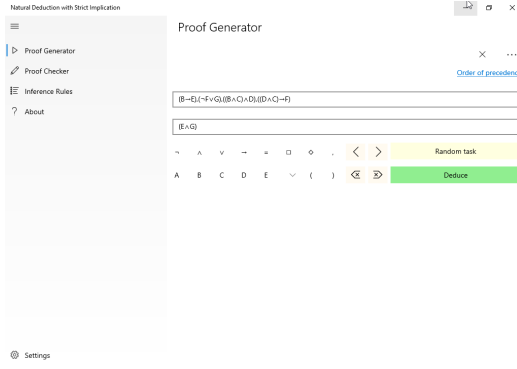 Natural Deduction with Strict Implication
Proof Generator
Proof Generator
Proof Checker
Order of precedenc
Inference Rules
(B→E),(¬F∨G),((B∧C)∧D),((D∧C)→F)
About
(E∧G)
¬ ∧ ∨ → = □ ◇ , Random task
A B C D E ( ) Deduce
Settings